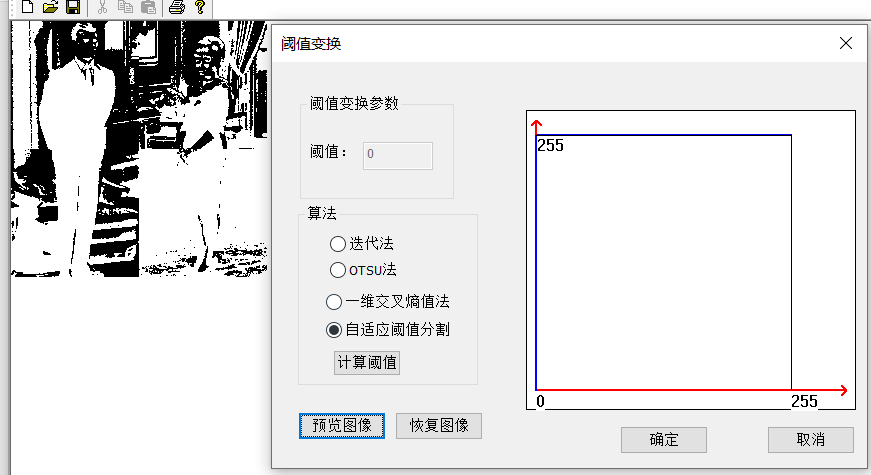 阈值变换
阈值变换参数
阈值：
0
算法
迭代法
OTSU法
一维交叉熵值法
自适应阈值分割
计算阈值
预览图像
恢复图像
255
0
255
确定
取消